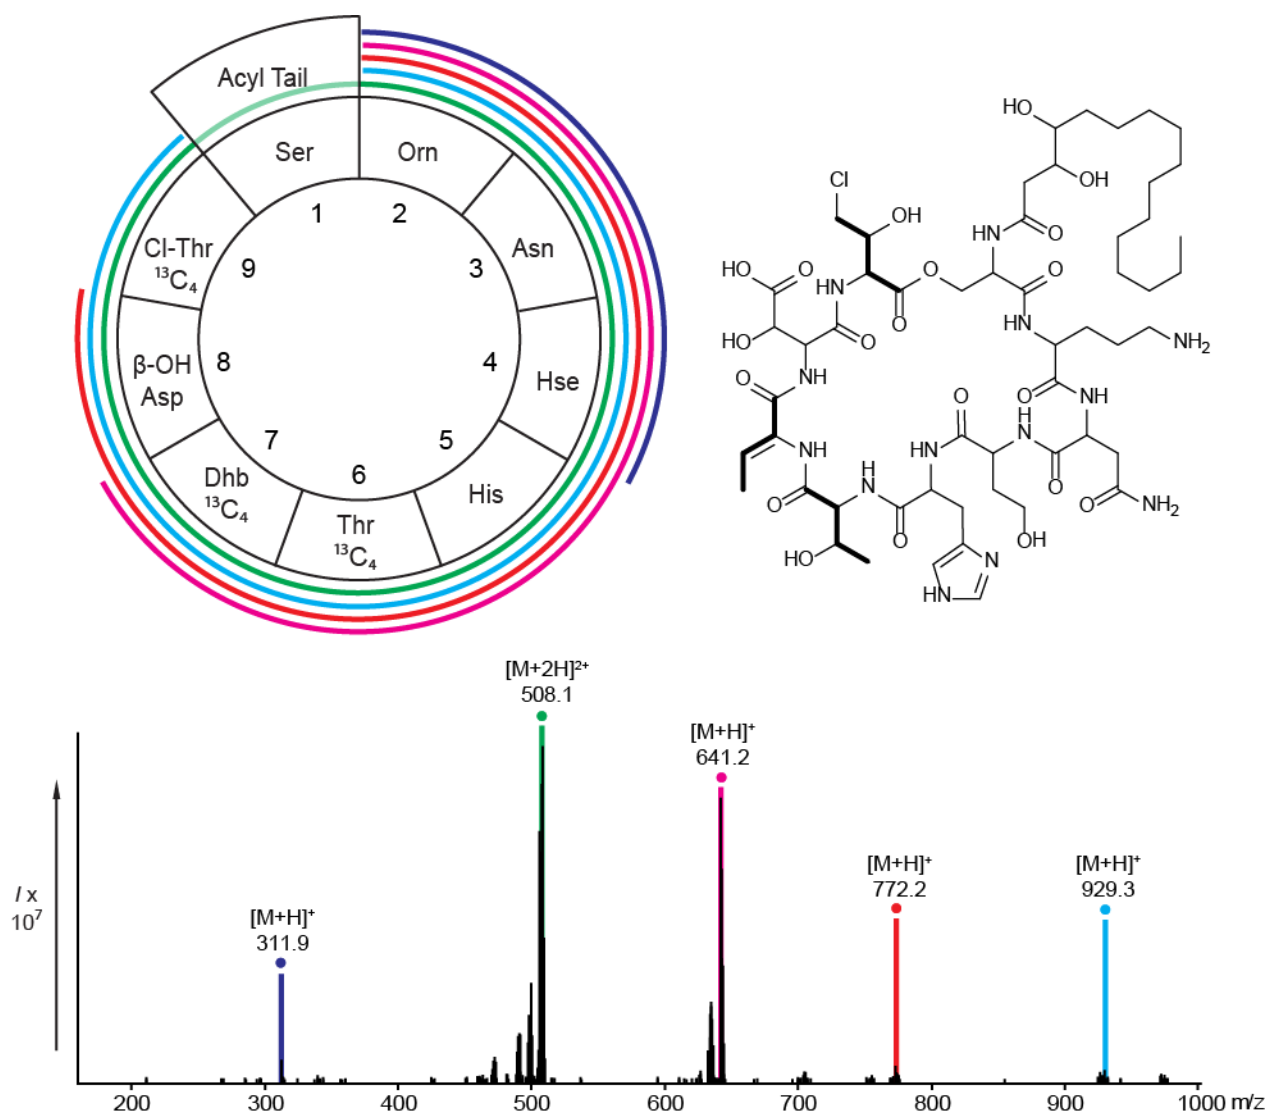 Acyl Tail
Ser
Orn
Asn
Hse
His
Thr
¹³C₄
Dhb
¹³C₄
β-OH
Asp
Cl-Thr
¹³C₄
1
2
3
4
5
6
7
8
9
HO
OH
Cl
OH
HN
O
HO
O
HN
O
O
O
HN
NH₂
HO
O
NH
O
NH
O
O
NH
O
H
N
HN
NH
O
O
O
NH₂
H
N
O
HO
OH
N
HN
[M+2H]²⁺
508.1
[M+H]⁺
641.2
[M+H]⁺
772.2
[M+H]⁺
929.3
[M+H]⁺
311.9
I x
10⁷
200 300 400 500 600 700 800 900 1000 m/z